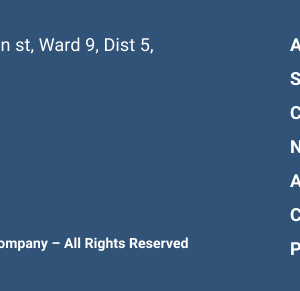 n st, Ward 9, Dist 5,
A
S
C
N
A
C
P
ompany – All Rights Reserved